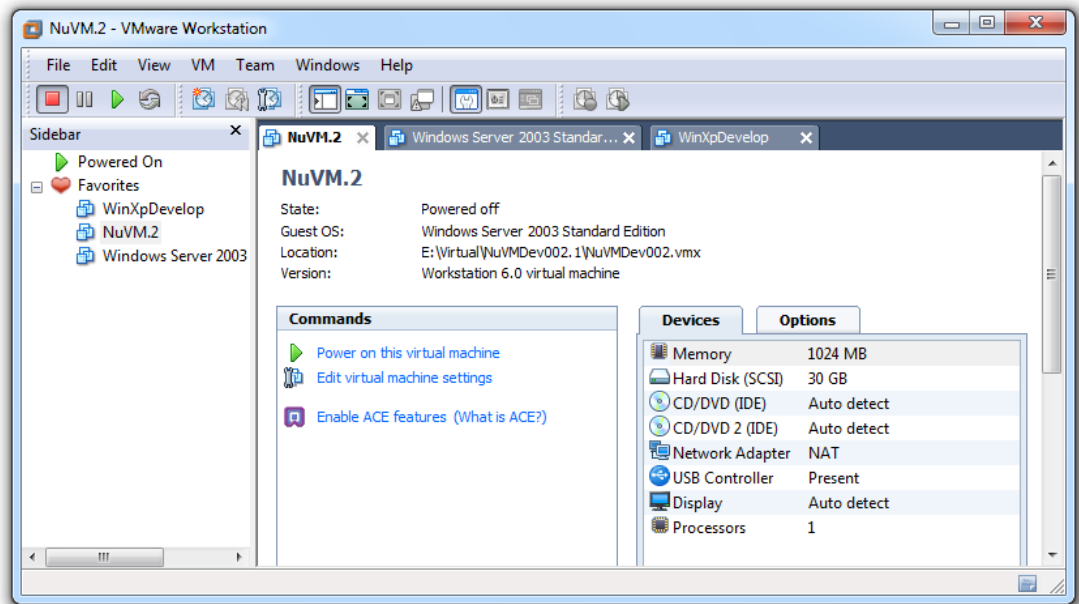 NuVM.2 - VMware Workstation
File Edit View VM Team Windows Help
Sidebar
Powered On
Favorites
WinXpDevelop
NuVM.2
Windows Server 2003
NuVM.2 Windows Server 2003 Standar... WinXpDevelop
NuVM.2
State: Powered off
Guest OS: Windows Server 2003 Standard Edition
Location: E:\Virtual\NuVMDev002.1\NuVMDev002.vmx
Version: Workstation 6.0 virtual machine
Commands
Power on this virtual machine
Edit virtual machine settings
Enable ACE features (What is ACE?)
Devices Options
Memory 1024 MB
Hard Disk (SCSI) 30 GB
CD/DVD (IDE) Auto detect
CD/DVD 2 (IDE) Auto detect
Network Adapter NAT
USB Controller Present
Display Auto detect
Processors 1